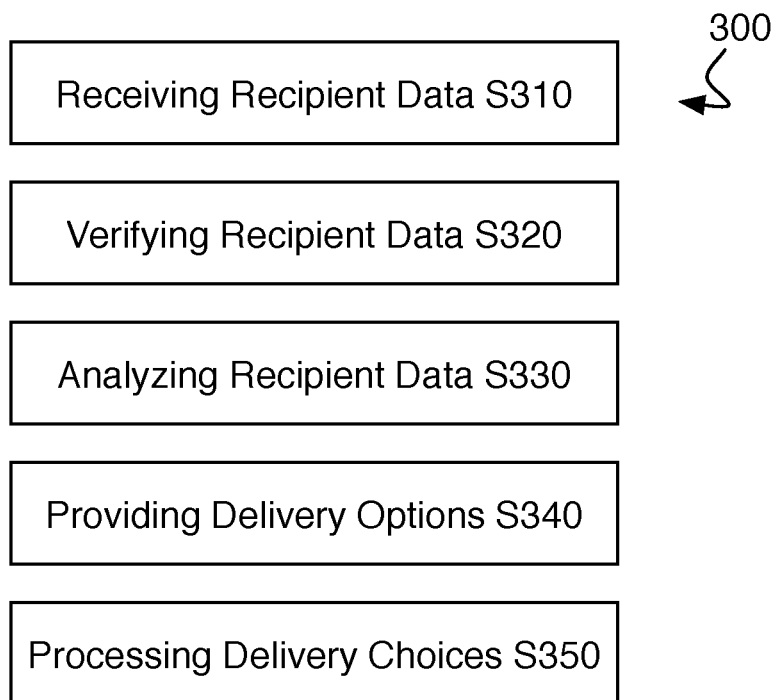 300
Receiving Recipient Data S310
Verifying Recipient Data S320
Analyzing Recipient Data S330
Providing Delivery Options S340
Processing Delivery Choices S350